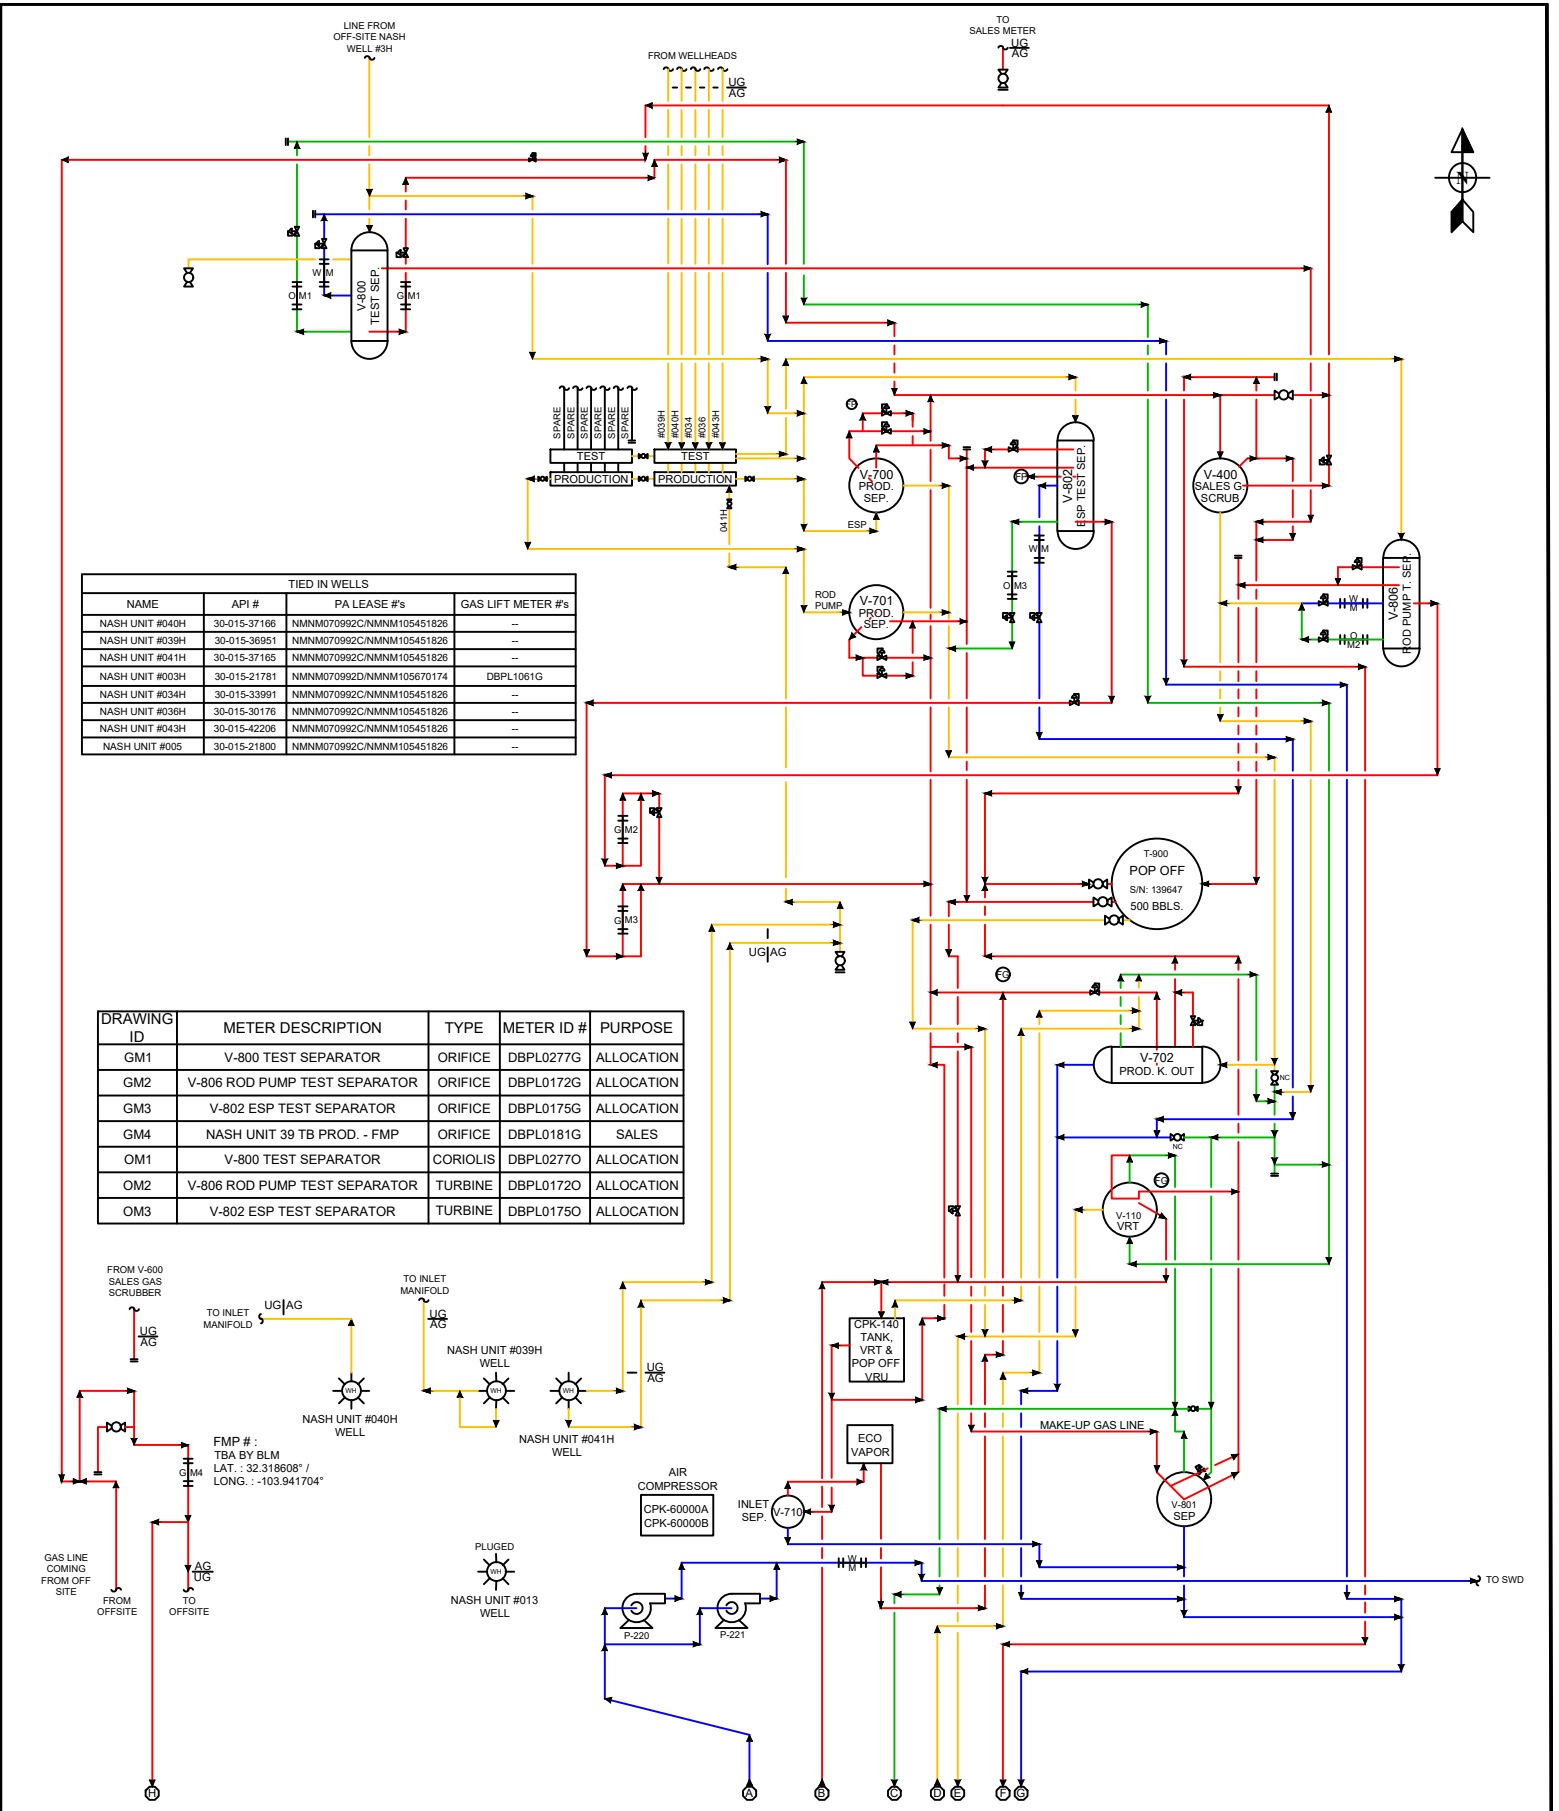 LINE FROM
OFF-SITE NASH
WELL #3H
FROM WELLHEADS
UG
AG
TO
SALES METER
UG
AG
N
V-800
TEST SEP.
W M
O M1
G M1
SPARE
SPARE
SPARE
SPARE
SPARE
SPARE
#039H
#040H
#034
#036
#043H
TEST
TEST
PRODUCTION
PRODUCTION
041H
FP
V-700
PROD.
SEP.
ESP
FP
V-802
ESP TEST SEP.
W M
O M3
V-400
SALES G.
SCRUB
V-806
ROD PUMP T. SEP.
W
M
O
M2
ROD
PUMP
V-701
PROD.
SEP.
TIED IN WELLS
NAME API # PA LEASE #'s GAS LIFT METER #'s
NASH UNIT #040H 30-015-37166 NMNM070992C/NMNM105451826 --
NASH UNIT #039H 30-015-36951 NMNM070992C/NMNM105451826 --
NASH UNIT #041H 30-015-37165 NMNM070992C/NMNM105451826 --
NASH UNIT #003H 30-015-21781 NMNM070992D/NMNM105670174 DBPL1061G
NASH UNIT #034H 30-015-33991 NMNM070992C/NMNM105451826 --
NASH UNIT #036H 30-015-30176 NMNM070992C/NMNM105451826 --
NASH UNIT #043H 30-015-42206 NMNM070992C/NMNM105451826 --
NASH UNIT #005 30-015-21800 NMNM070992C/NMNM105451826 --
G M2
G M3
T-900
POP OFF
S/N: 139647
500 BBLS.
UG AG
FG
V-702
PROD. K. OUT
NC
NC
DRAWING ID METER DESCRIPTION TYPE METER ID # PURPOSE
GM1 V-800 TEST SEPARATOR ORIFICE DBPL0277G ALLOCATION
GM2 V-806 ROD PUMP TEST SEPARATOR ORIFICE DBPL0172G ALLOCATION
GM3 V-802 ESP TEST SEPARATOR ORIFICE DBPL0175G ALLOCATION
GM4 NASH UNIT 39 TB PROD. - FMP ORIFICE DBPL0181G SALES
OM1 V-800 TEST SEPARATOR CORIOLIS DBPL0277O ALLOCATION
OM2 V-806 ROD PUMP TEST SEPARATOR TURBINE DBPL0172O ALLOCATION
OM3 V-802 ESP TEST SEPARATOR TURBINE DBPL0175O ALLOCATION
FG
V-110
VRT
FROM V-600
SALES GAS
SCRUBBER
UG
AG
TO INLET
MANIFOLD
UG AG
TO INLET
MANIFOLD
UG
AG
NASH UNIT #039H
WELL
WH
WH
WH
NASH UNIT #040H
WELL
NASH UNIT #041H
WELL
UG
AG
CPK-140
TANK,
VRT &
POP OFF
VRU
MAKE-UP GAS LINE
ECO
VAPOR
FMP # :
TBA BY BLM
LAT. : 32.318608° /
LONG. : -103.941704°
G M4
AIR
COMPRESSOR
CPK-60000A
CPK-60000B
INLET
SEP.
V-710
V-801
SEP
GAS LINE
COMING
FROM OFF
SITE
FROM
OFFSITE
AG
UG
TO
OFFSITE
PLUGED
WH
NASH UNIT #013
WELL
W
M
TO SWD
P-220
P-221
H
A
B
C
D
E
F
G